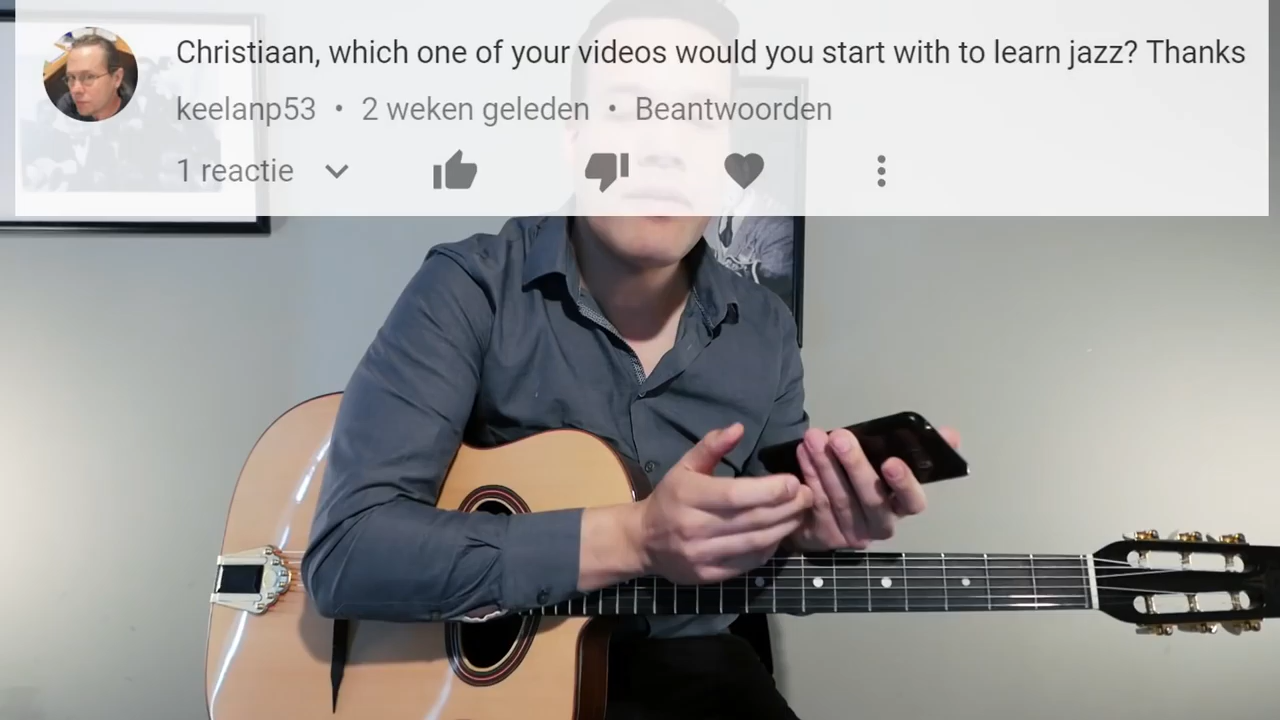 Christiaan, which one of your videos would you start with to learn jazz? Thanks
keelanp53 • 2 weken geleden • Beantwoorden
1 reactie